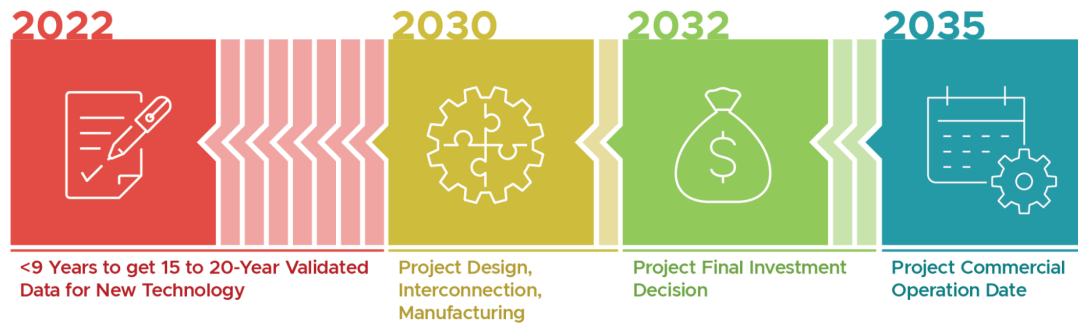 2022
2030
2032
2035
$
<9 Years to get 15 to 20-Year Validated
Data for New Technology
Project Design,
Interconnection,
Manufacturing
Project Final Investment
Decision
Project Commercial
Operation Date